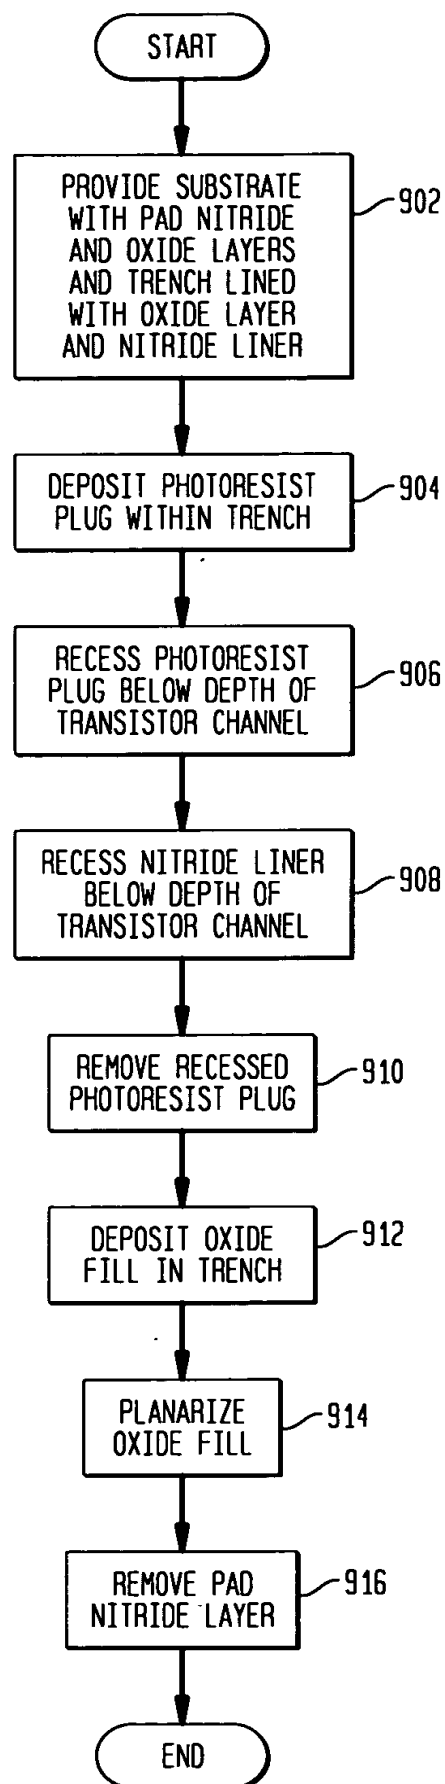 START
PROVIDE SUBSTRATE
WITH PAD NITRIDE
AND OXIDE LAYERS
AND TRENCH LINED
WITH OXIDE LAYER
AND NITRIDE LINER
902
DEPOSIT PHOTORESIST
PLUG WITHIN TRENCH
904
RECESS PHOTORESIST
PLUG BELOW DEPTH OF
TRANSISTOR CHANNEL
906
RECESS NITRIDE LINER
BELOW DEPTH OF
TRANSISTOR CHANNEL
908
REMOVE RECESSED
PHOTORESIST PLUG
910
DEPOSIT OXIDE
FILL IN TRENCH
912
PLANARIZE
OXIDE FILL
914
REMOVE PAD
NITRIDE LAYER
916
END